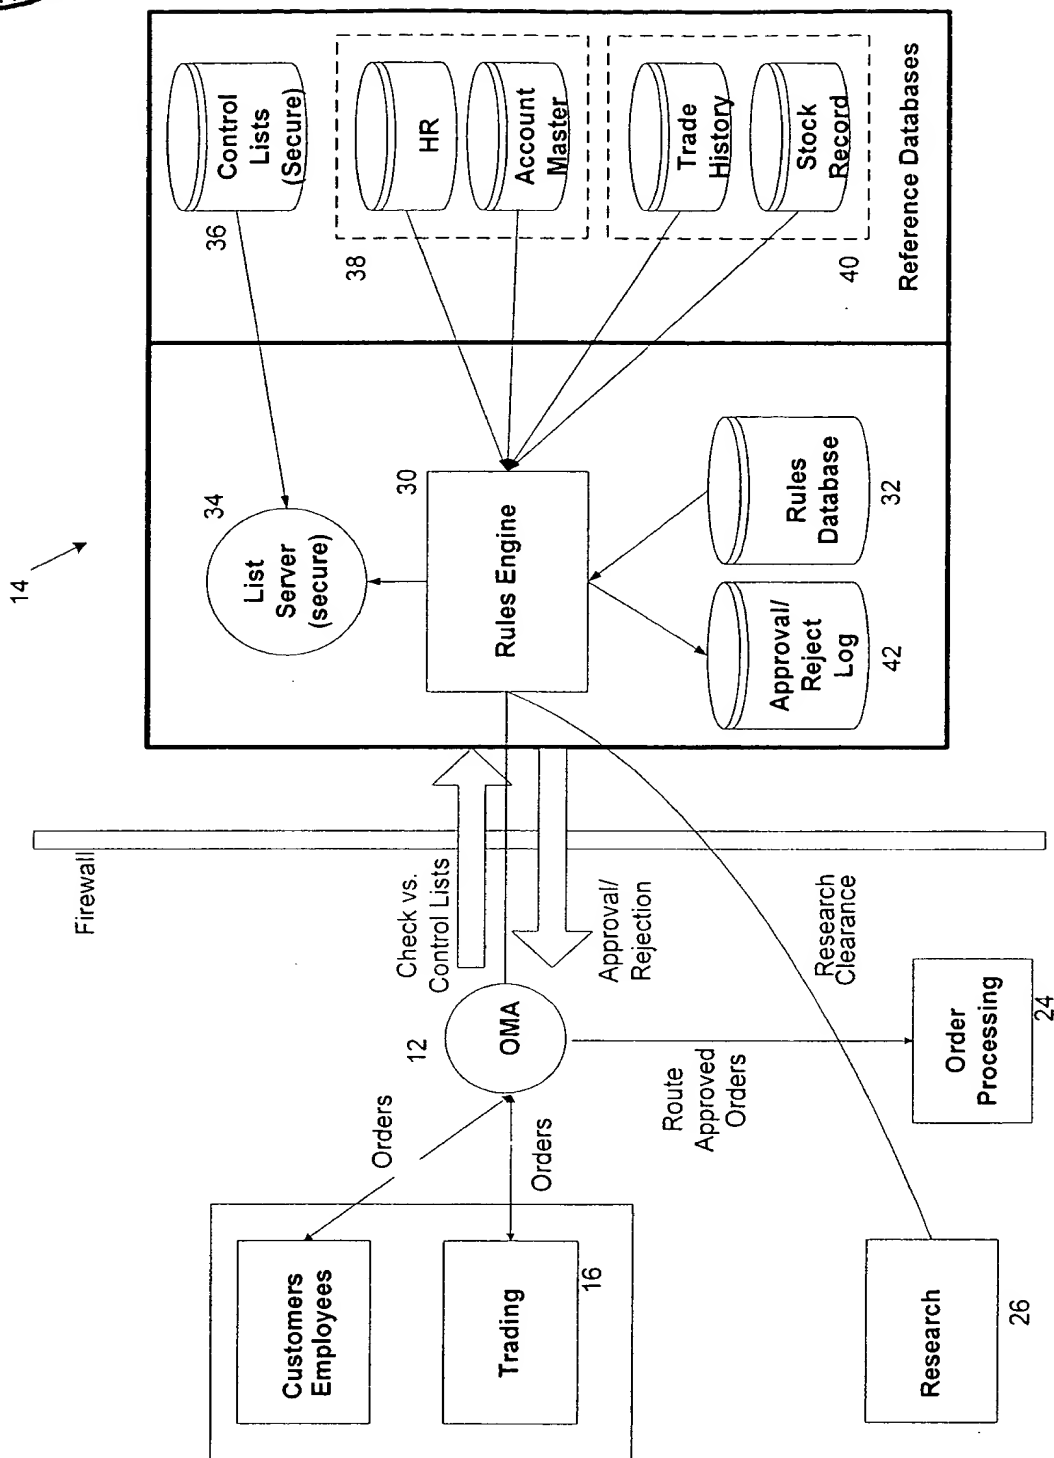 14
Firewall
Customers
Employees
Orders
Trading
16
Orders
12
OMA
Check vs.
Control Lists
Approval/
Rejection
Route
Approved
Orders
Research
Clearance
Order
Processing
24
Research
26
34
List
Server
(secure)
30
Rules Engine
Approval/
Reject
Log
42
Rules
Database
32
Control
Lists
(Secure)
36
HR
Account
Master
38
Trade
History
Stock
Record
40
Reference Databases